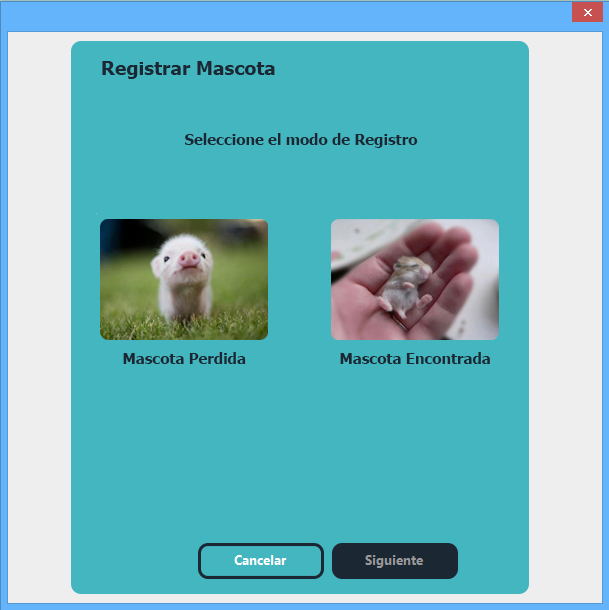 Registrar Mascota
Seleccione el modo de Registro
Mascota Perdida
Mascota Encontrada
Cancelar
Siguiente